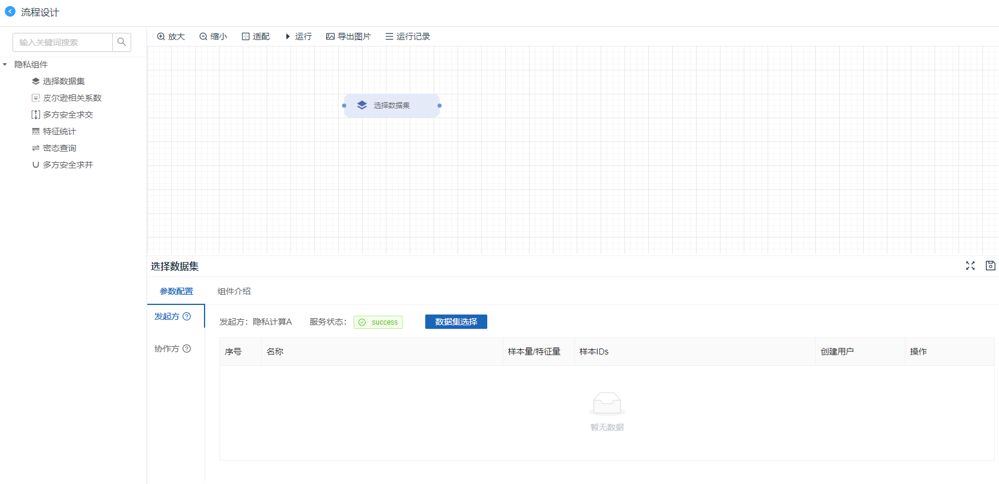 流程设计
输入关键词搜索
放大 缩小 适配 运行 导出图片 运行记录
隐私组件
选择数据集
皮尔逊相关系数
多方安全求交
特征统计
密态查询
多方安全求并
选择数据集
选择数据集
参数配置 组件介绍
发起方
协作方
发起方：隐私计算A 服务状态： success 数据集选择
序号 名称 样本量/特征量 样本IDs 创建用户 操作
暂无数据